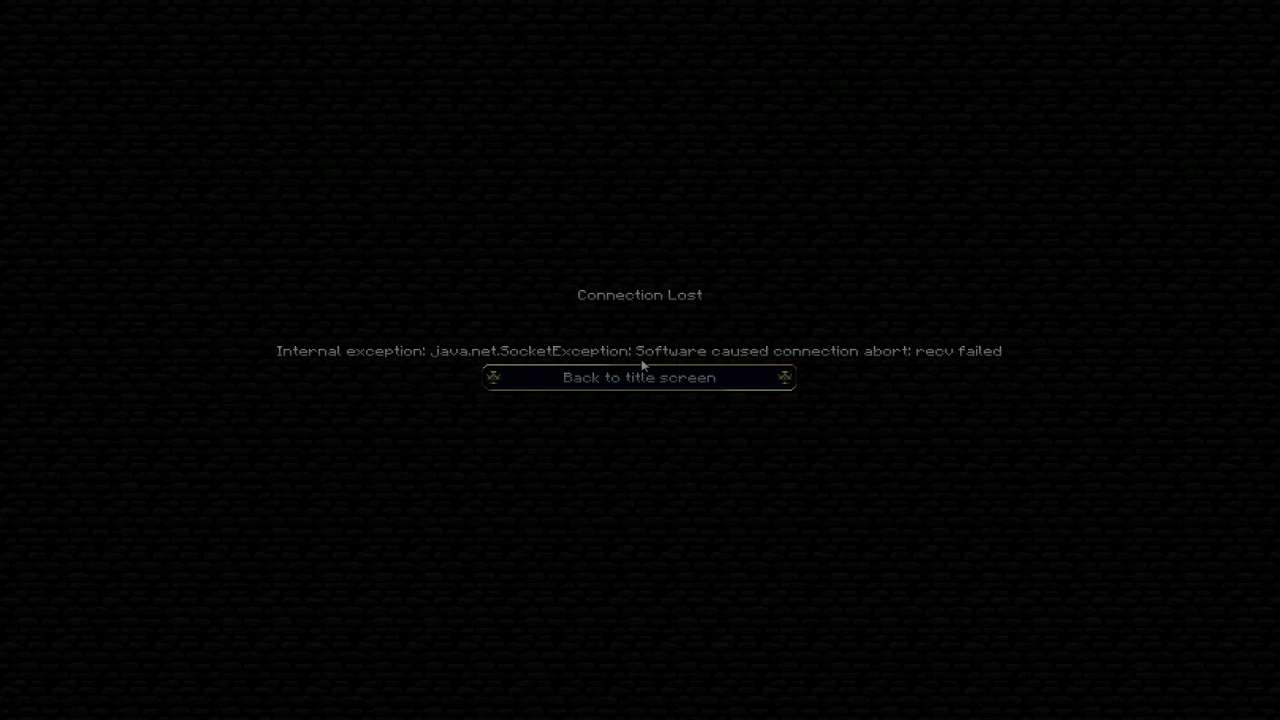 Connection Lost
Internal exception: java.net.SocketException: Software caused connection abort: recv failed
Back to title screen